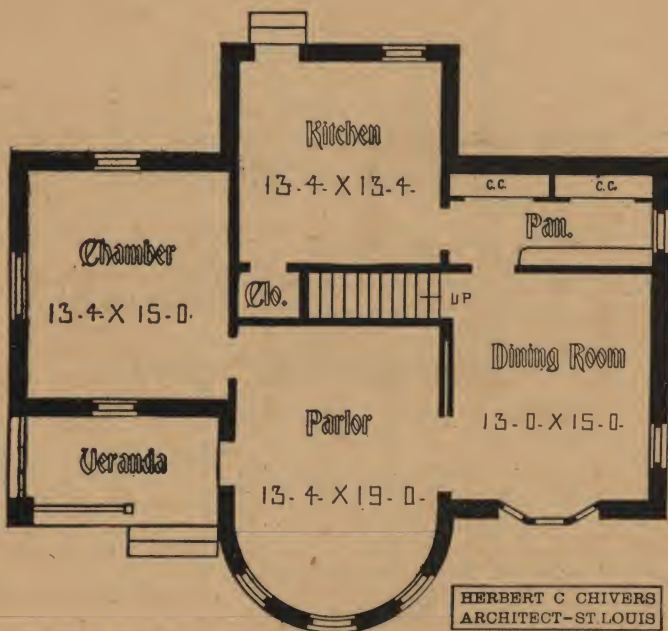 Kitchen
13-4 X 13-4
C.C.
C.C.
Pan.
Chamber
13-4 X 15-0
Clo.
UP
Dining Room
13-0 X 15-0
Parlor
13-4 X 19-0
Veranda
HERBERT C CHIVERS
ARCHITECT-ST. LOUIS